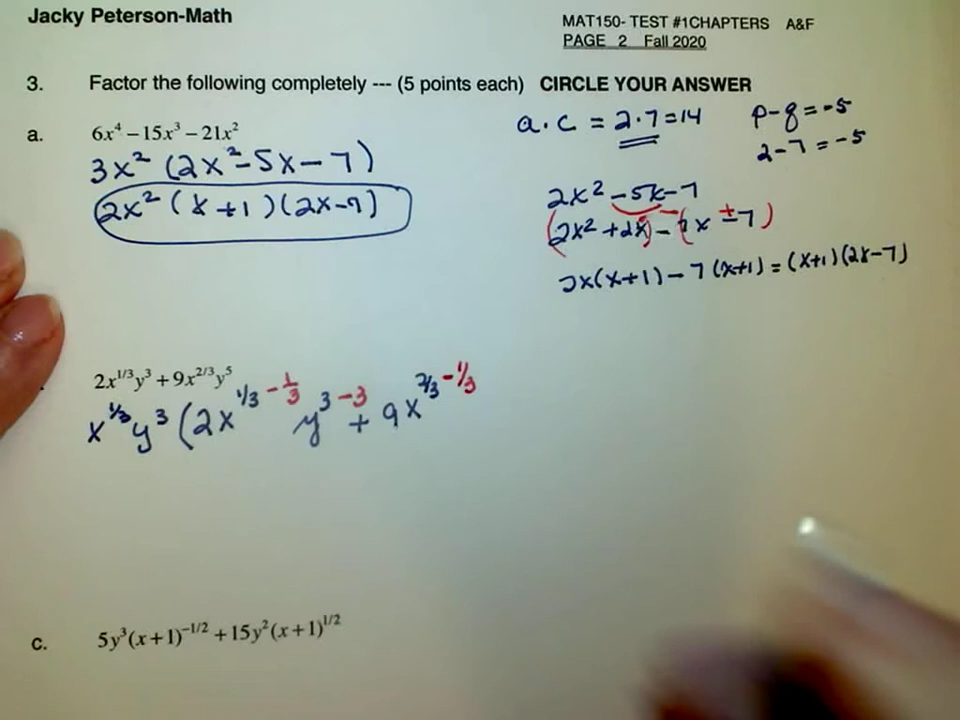 Jacky Peterson-Math
MAT150- TEST #1CHAPTERS A&F
PAGE 2 Fall 2020
3. Factor the following completely --- (5 points each) CIRCLE YOUR ANSWER
a. 6x⁴ – 15x³ – 21x²
3x² (2x² – 5x – 7)
2x² (x + 1) (2x – 7)
a · c = 2 · 7 = 14
p – q = –5
2 – 7 = –5
2x² – 5x – 7
(2x² + 2x) – (7x ± 7)
2x(x+1) – 7(x+1) = (x+1)(2x–7)
2x^{1/3}y³ + 9x^{2/3}y⁵
x^{1/3} y³ (2x^{1/3 – 1/3} y^{3 – 3} + 9x^{2/3 – 1/3}
c. 5y³(x+1)^{–1/2} + 15y²(x+1)^{1/2}